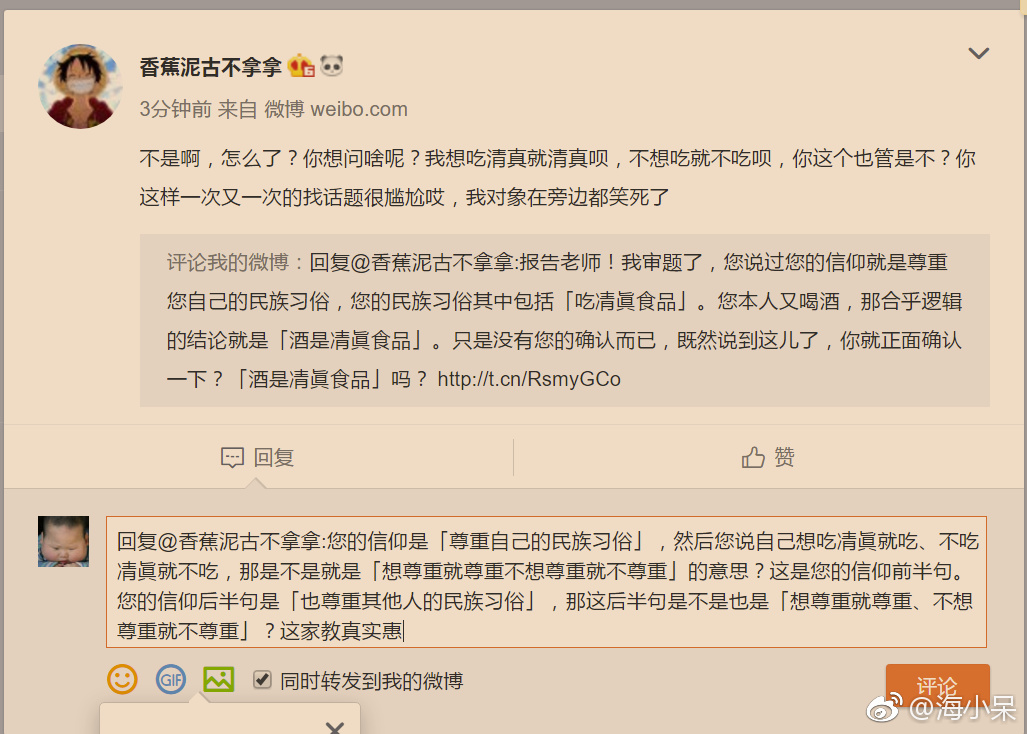 香蕉泥古不拿拿
3分钟前 来自 微博 weibo.com
不是啊，怎么了？你想问啥呢？我想吃清真就清真呗，不想吃就不吃呗，你这个也管是不？你
这样一次又一次的找话题很尴尬哎，我对象在旁边都笑死了
评论我的微博：回复@香蕉泥古不拿拿:报告老师！我审题了，您说过您的信仰就是尊重
您自己的民族习俗，您的民族习俗其中包括「吃凊眞食品」。您本人又喝酒，那合乎逻辑
的结论就是「酒是凊眞食品」。只是没有您的确认而已，既然说到这儿了，你就正面确认
一下？「酒是凊眞食品」吗？ http://t.cn/RsmyGCo
回复
赞
回复@香蕉泥古不拿拿:您的信仰是「尊重自己的民族习俗」，然后您说自己想吃凊眞就吃、不吃
凊眞就不吃，那是不是就是「想尊重就尊重不想尊重就不尊重」的意思？这是您的信仰前半句。
您的信仰后半句是「也尊重其他人的民族习俗」，那这后半句是不是也是「想尊重就尊重、不想
尊重就不尊重」？这家教真实惠
GIF
同时转发到我的微博
评论
@海小呆